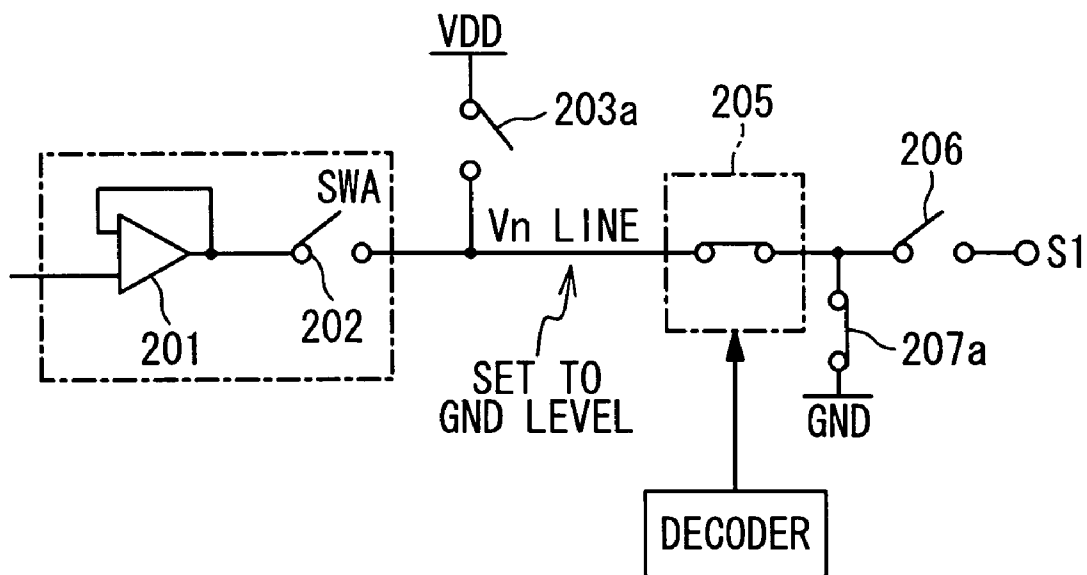 VDD
203a
205
206
SWA
Vn LINE
S1
201
202
207a
SET TO
GND LEVEL
GND
DECODER